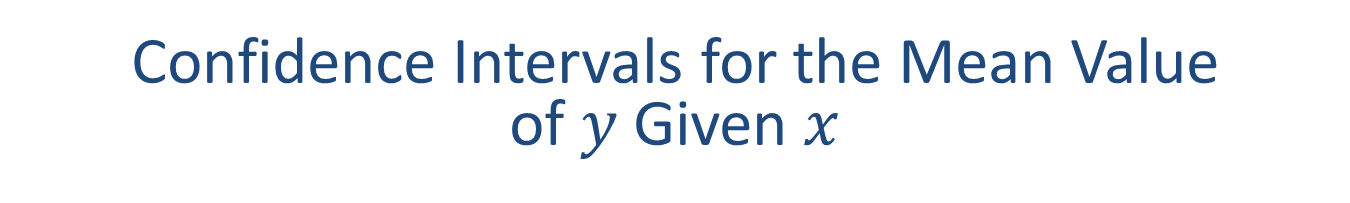 Confidence Intervals for the Mean Value
of y Given x